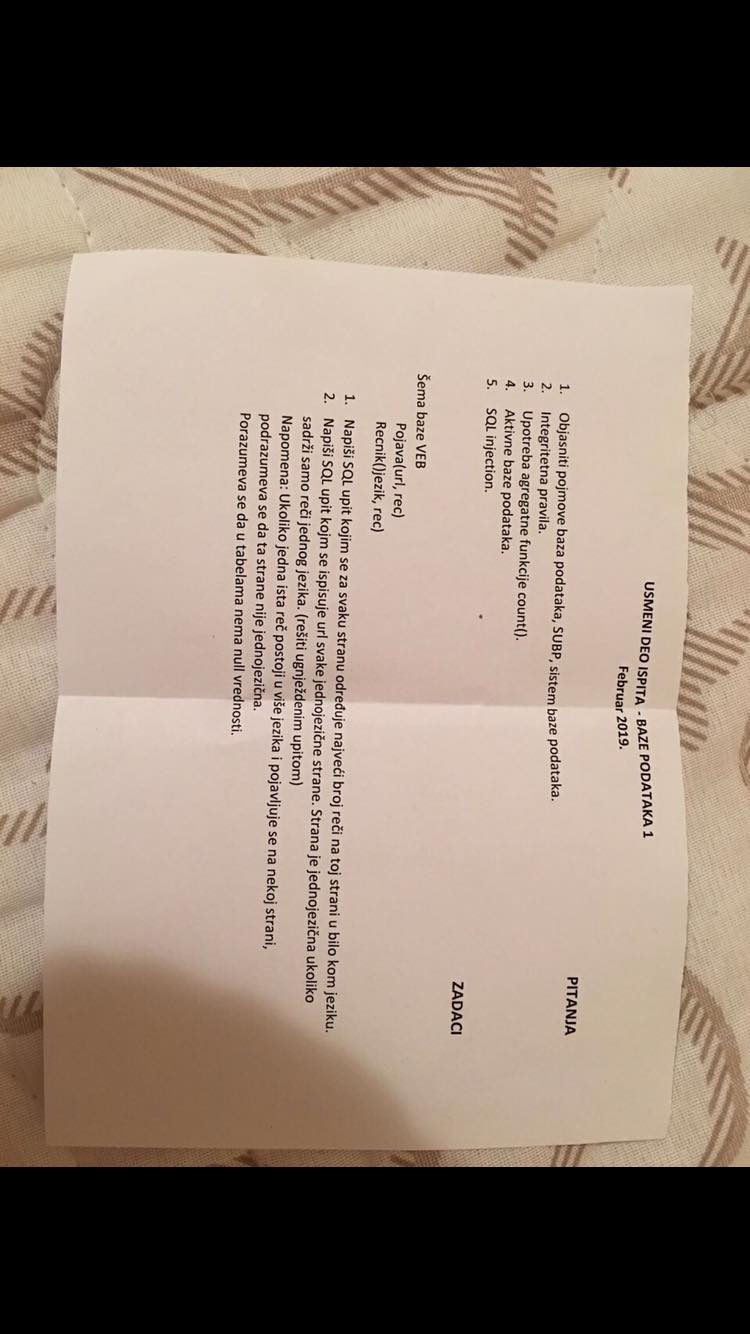 USMENI DEO ISPITA - BAZE PODATAKA 1
Februar 2019.
PITANJA
1. Objasniti pojmove baza podataka, SUBP, sistem baze podataka.
2. Integritetna pravila.
3. Upotreba agregatne funkcije count().
4. Aktivne baze podataka.
5. SQL injection.
ZADACI
Šema baze VEB
Pojava(url, rec)
Recnik()jezik, rec)
1. Napiši SQL upit kojim se za svaku stranu određuje najveći broj reči na toj strani u bilo kom jeziku.
2. Napiši SQL upit kojm se ispisuje url svake jednojezične strane. Strana je jednojezična ukoliko
sadrži samo reči jednog jezika. (rešiti ugnježdenim upitom)
Napomena: Ukoliko jedna ista reč postoji u više jezika i pojavljuje se na nekoj strani,
podrazumeva se da ta strane nije jednojezična.
Porazumeva se da u tabelama nema null vrednosti.